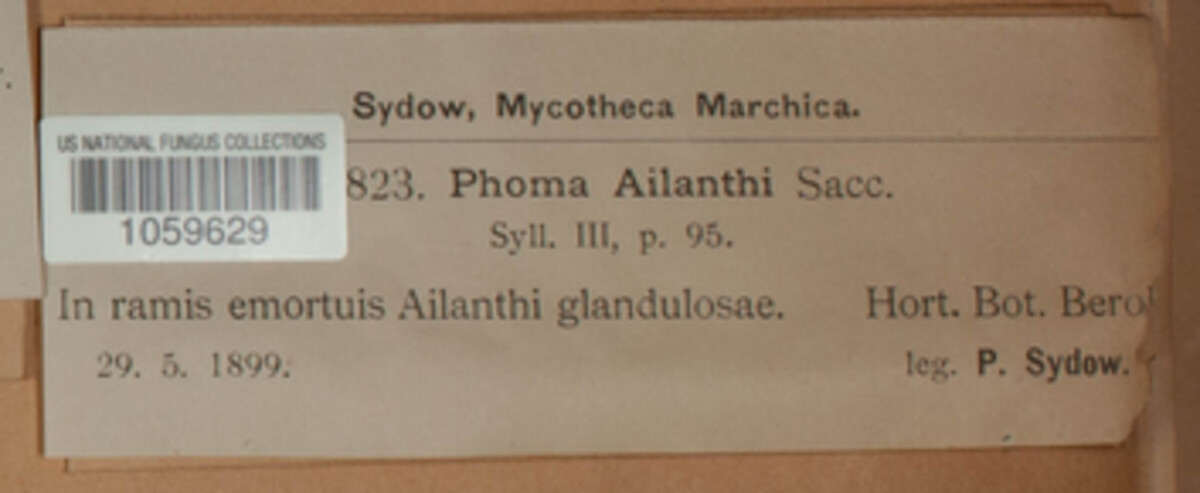 Sydow, Mycotheca Marchica.
US NATIONAL FUNGUS COLLECTIONS
1059629
823. Phoma Ailanthi Sacc.
Syll. III, p. 95.
In ramis emortuis Ailanthi glandulosae. Hort. Bot. Berol
29. 5. 1899. leg. P. Sydow.